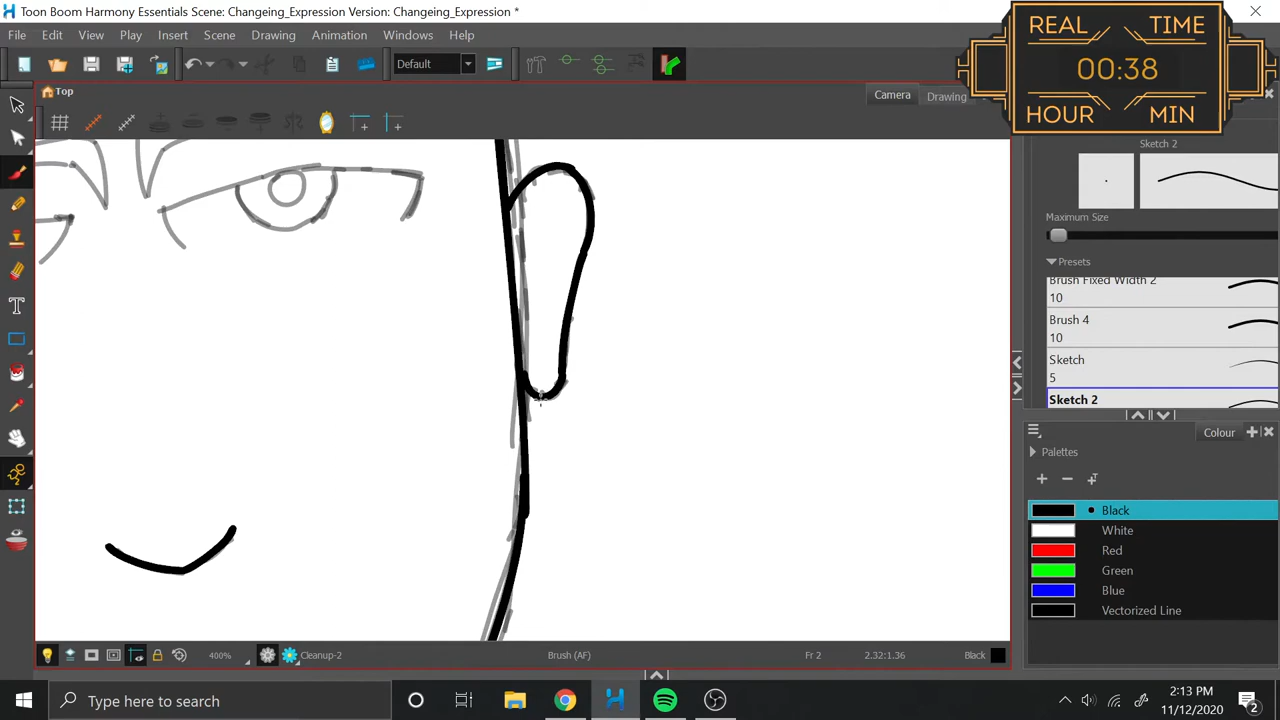 Toon Boom Harmony Essentials Scene: Changeing_Expression Version: Changeing_Expression *
File Edit View Play Insert Scene Drawing Animation Windows Help
REAL TIME
00:38
HOUR MIN
Default
Top
Camera
Drawing
Sketch 2
Maximum Size
Presets
Brush Fixed Width 2
10
Brush 4
10
Sketch
5
Sketch 2
Colour
Palettes
Black
White
Red
Green
Blue
Vectorized Line
400%
Cleanup-2
Brush (AF)
Fr 2
2.32:1.36
Black
Type here to search
2:13 PM
11/12/2020
2